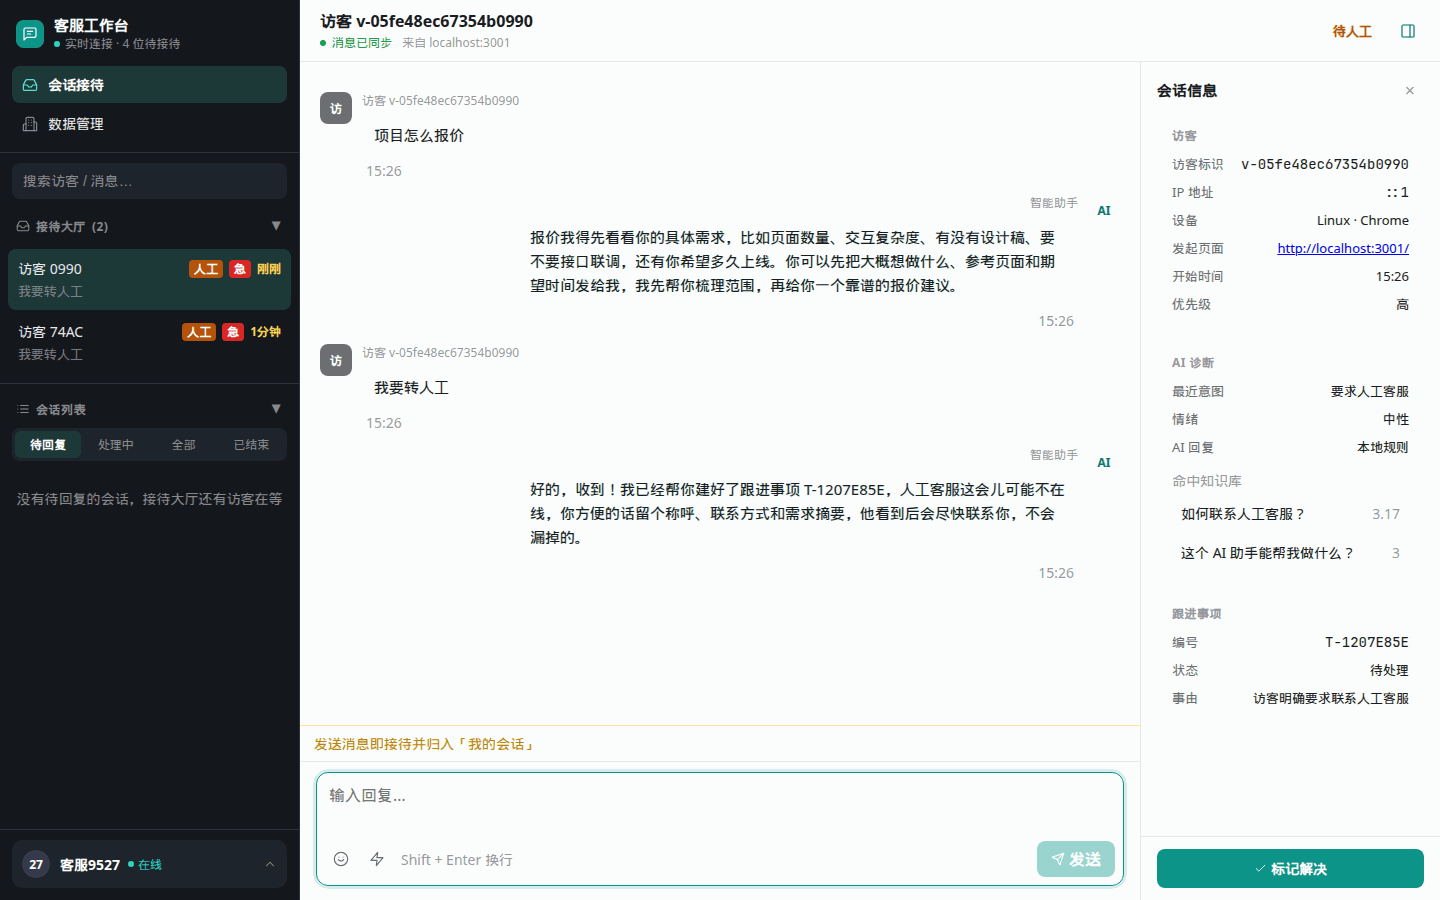 客服工作台
实时连接 · 4 位待接待
会话接待
数据管理
搜索访客 / 消息...
接待大厅 (2)
▼
访客 0990
人工
急
刚刚
我要转人工
访客 74AC
人工
急
1分钟
我要转人工
会话列表
▼
待回复
处理中
全部
已结束
没有待回复的会话，接待大厅还有访客在等
27
客服9527
在线
访客 v-05fe48ec67354b0990
消息已同步
来自 localhost:3001
待人工
访
访客 v-05fe48ec67354b0990
项目怎么报价
15:26
智能助手
AI
报价我得先看看你的具体需求，比如页面数量、交互复杂度、有没有设计稿、要
不要接口联调，还有你希望多久上线。你可以先把大概想做什么、参考页面和期
望时间发给我，我先帮你梳理范围，再给你一个靠谱的报价建议。
15:26
访
访客 v-05fe48ec67354b0990
我要转人工
15:26
智能助手
AI
好的，收到！我已经帮你建好了跟进事项 T-1207E85E，人工客服这会儿可能不在
线，你方便的话留个称呼、联系方式和需求摘要，他看到后会尽快联系你，不会
漏掉的。
15:26
发送消息即接待并归入「我的会话」
输入回复...
Shift + Enter 换行
发送
会话信息
×
访客
访客标识
v-05fe48ec67354b0990
IP 地址
::1
设备
Linux · Chrome
发起页面
http://localhost:3001/
开始时间
15:26
优先级
高
AI 诊断
最近意图
要求人工客服
情绪
中性
AI 回复
本地规则
命中知识库
如何联系人工客服？
3.17
这个 AI 助手能帮我做什么？
3
跟进事项
编号
T-1207E85E
状态
待处理
事由
访客明确要求联系人工客服
标记解决